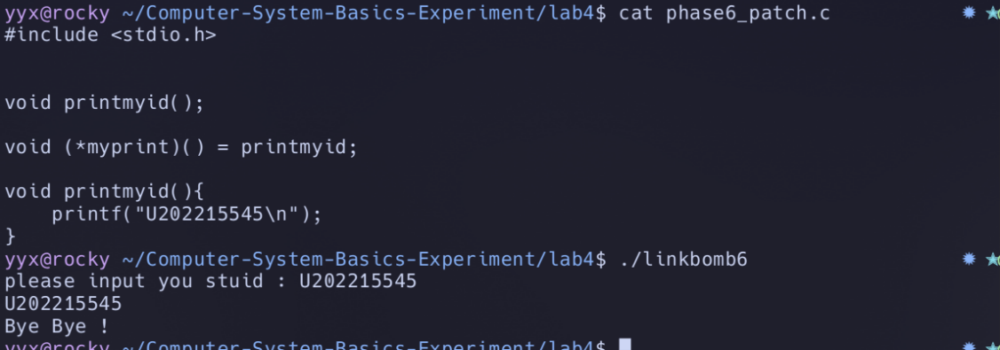 yyx@rocky ~/Computer-System-Basics-Experiment/lab4$ cat phase6_patch.c
#include <stdio.h>
void printmyid();
void (*myprint)() = printmyid;
void printmyid(){
    printf("U202215545\n");
}
yyx@rocky ~/Computer-System-Basics-Experiment/lab4$ ./linkbomb6
please input you stuid : U202215545
U202215545
Bye Bye !
yyx@rocky ~/Computer-System-Basics-Experiment/lab4$